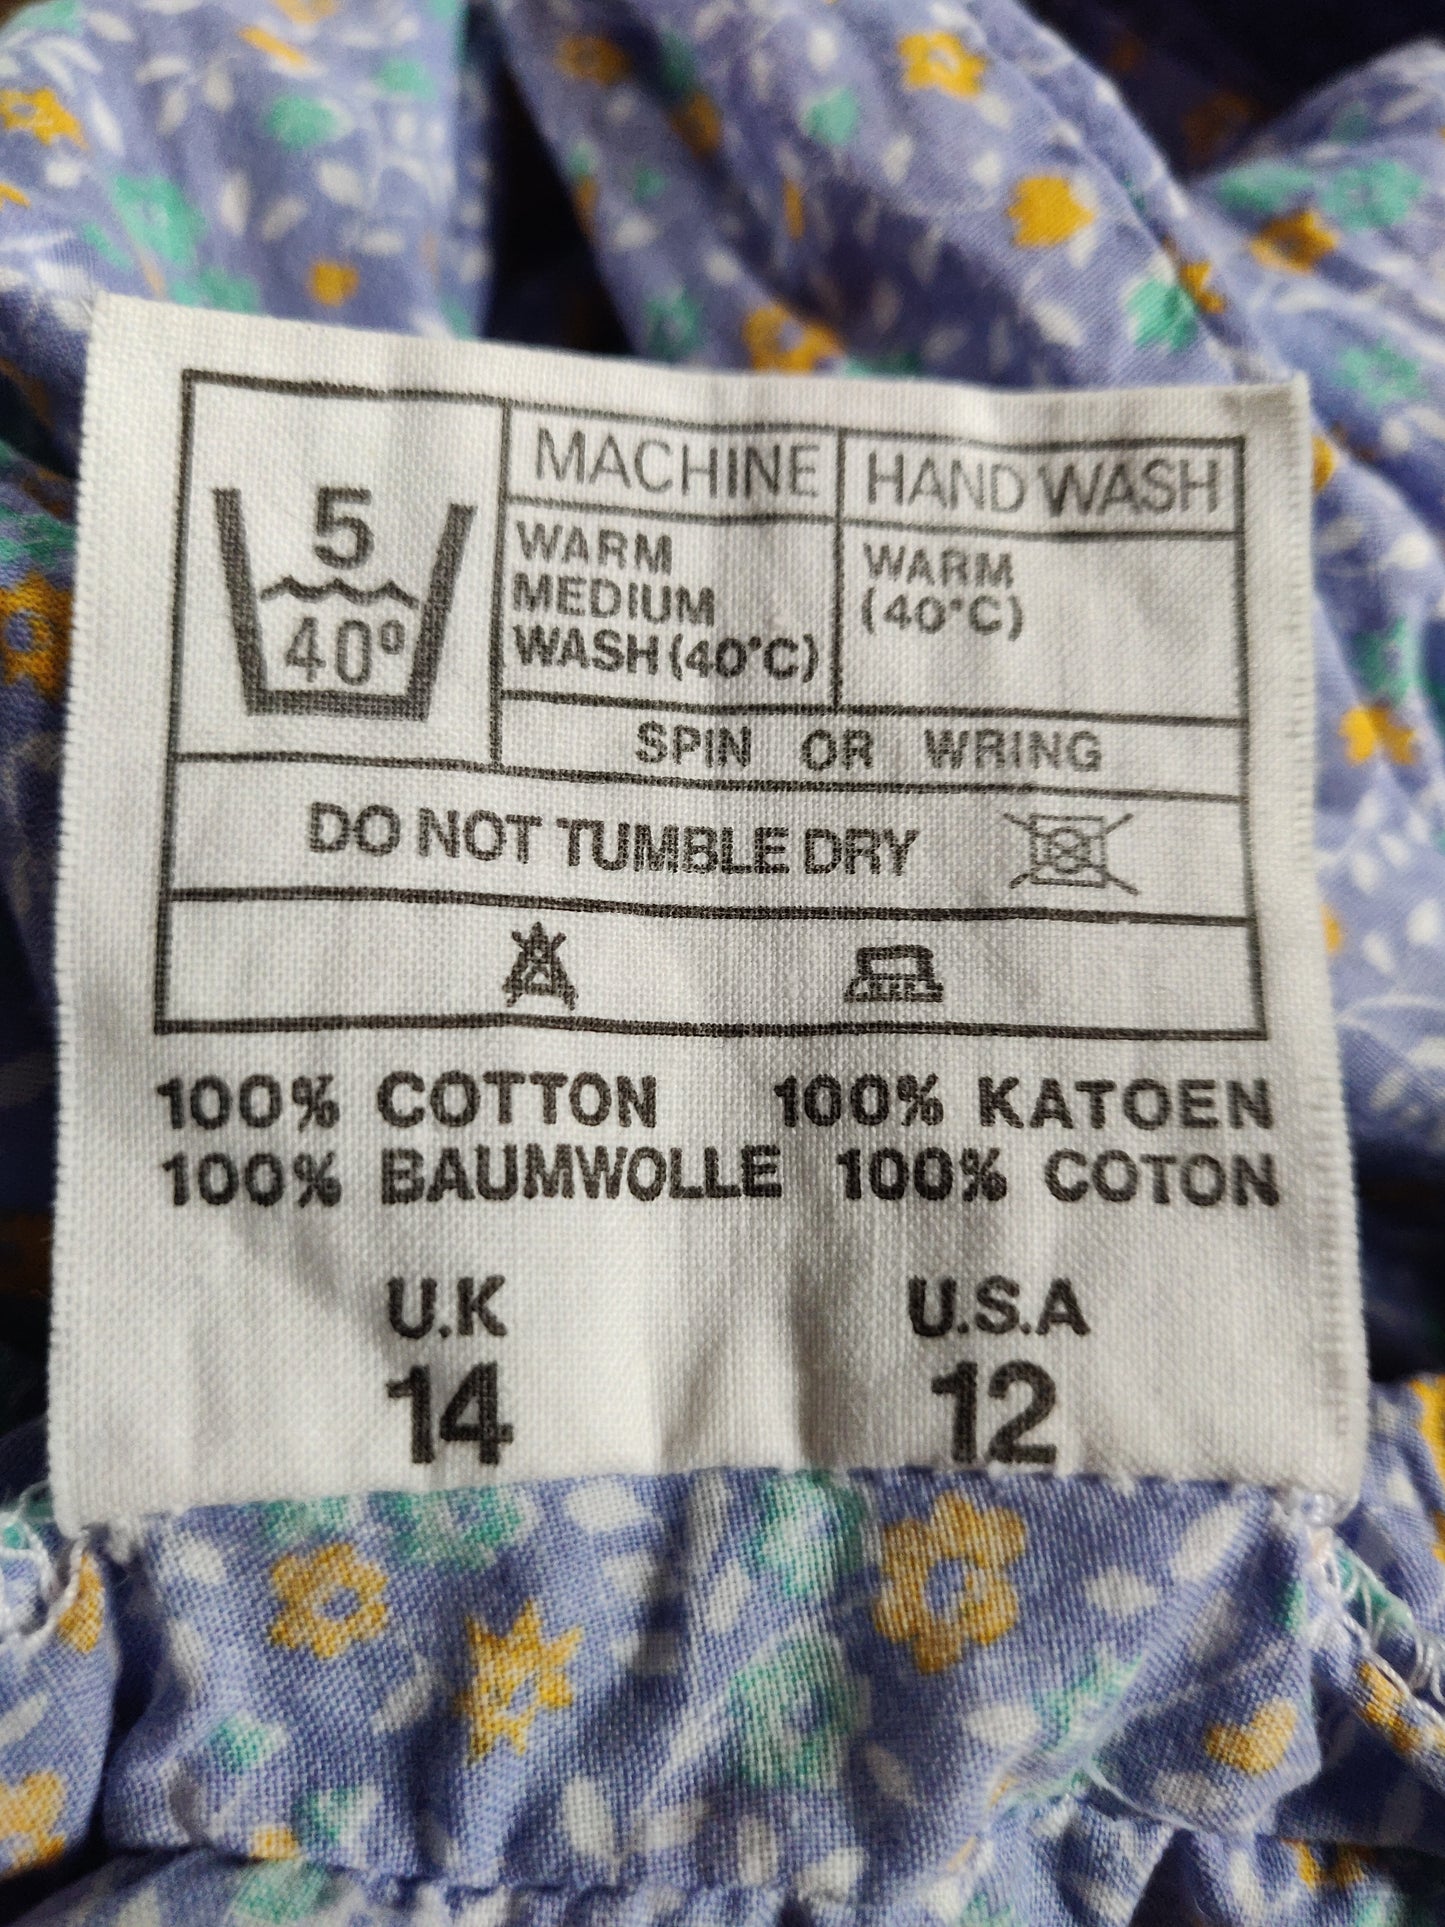 5
40º
MACHINE HAND WASH
WARM
MEDIUM
WASH (40°C)
WARM
(40°C)
SPIN OR WRING
DO NOT TUMBLE DRY
100% COTTON 100% KATOEN
100% BAUMWOLLE 100% COTON
U.K U.S.A
14 12